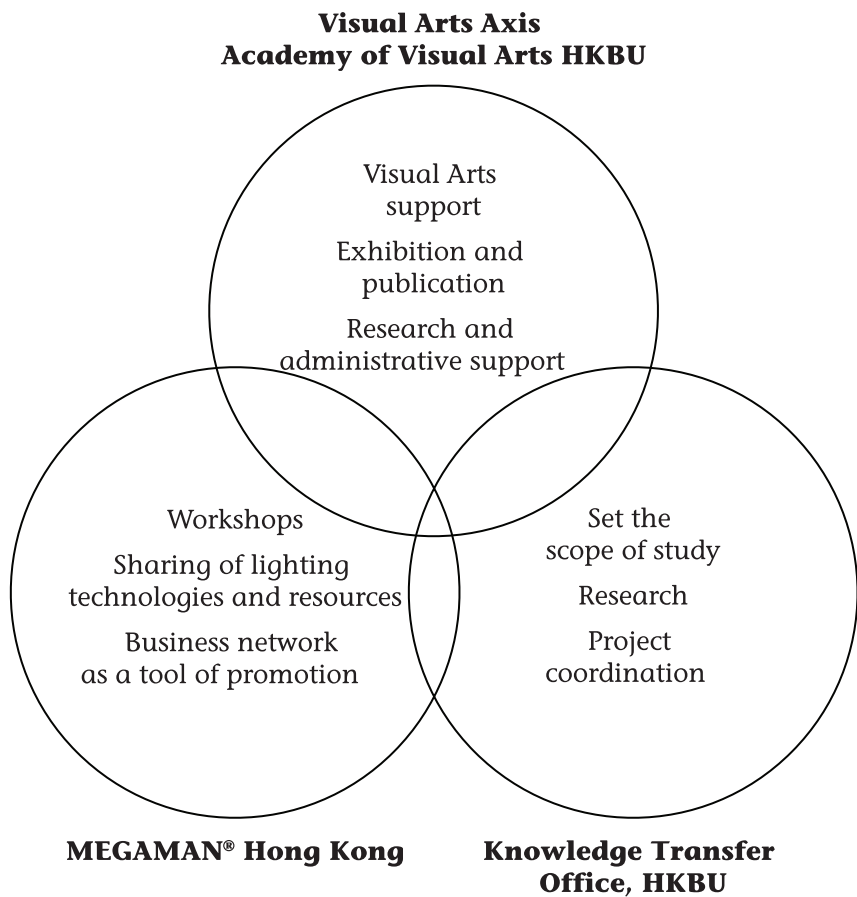 Visual Arts Axis
Academy of Visual Arts HKBU
Visual Arts
support
Exhibition and
publication
Research and
administrative support
Workshops
Sharing of lighting
technologies and resources
Business network
as a tool of promotion
Set the
scope of study
Research
Project
coordination
MEGAMAN® Hong Kong
Knowledge Transfer
Office, HKBU